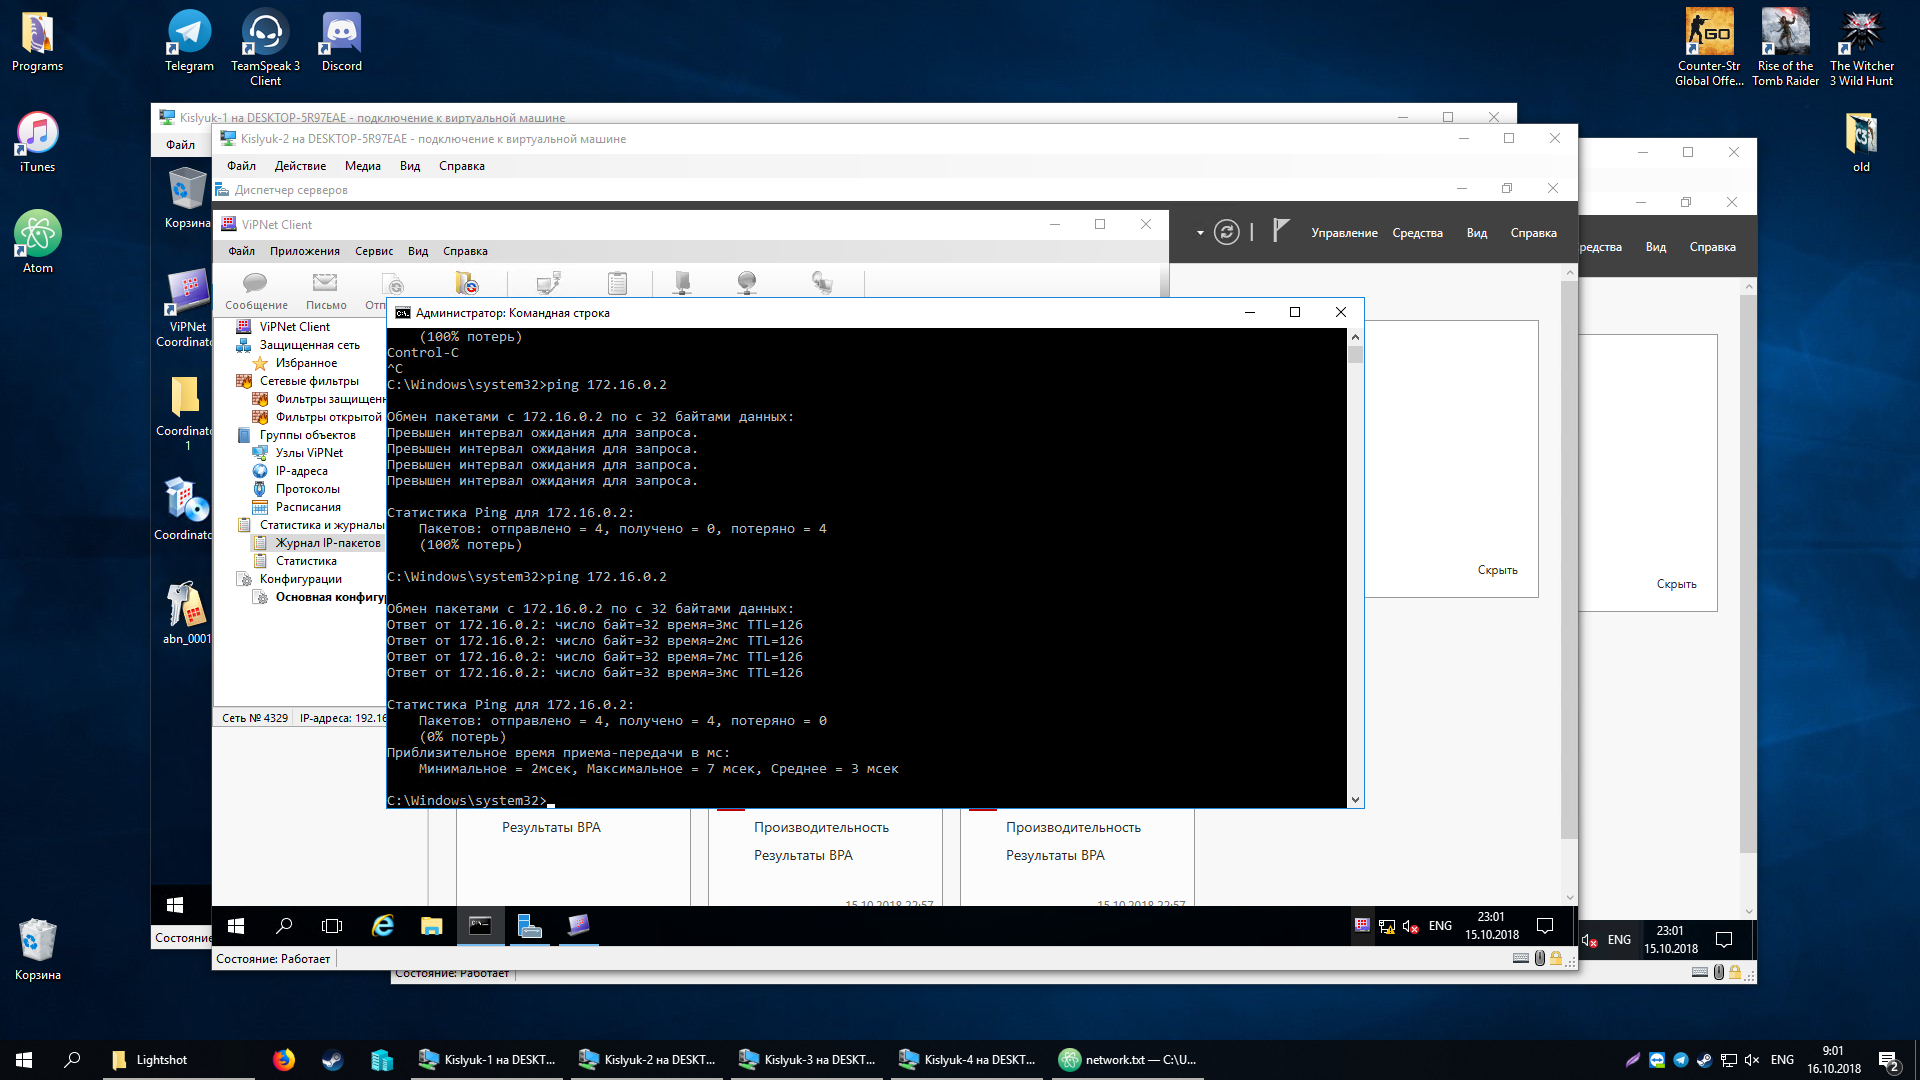 Programs
Telegram
TeamSpeak 3
Client
Discord
Counter-Str
Global Offe...
Rise of the
Tomb Raider
The Witcher
3 Wild Hunt
iTunes
Atom
old
Корзина
Kislyuk-1 на DESKTOP-5R97EAE - подключение к виртуальной машине
Файл
Корзина
ViPNet
Coordinat
Coordinat
1
Coordinat
abn_0001
Состояние
Kislyuk-2 на DESKTOP-5R97EAE - подключение к виртуальной машине
Файл Действие Медиа Вид Справка
Диспетчер серверов
Управление Средства Вид Справка
редства Вид Справка
ViPNet Client
Файл Приложения Сервис Вид Справка
Сообщение Письмо Отп
ViPNet Client
Защищенная сеть
Избранное
Сетевые фильтры
Фильтры защищенн
Фильтры открытой
Группы объектов
Узлы ViPNet
IP-адреса
Протоколы
Расписания
Статистика и журналы
Журнал IP-пакетов
Статистика
Конфигурации
Основная конфигур
Сеть № 4329 IP-адреса: 192.16
Администратор: Командная строка
(100% потерь)
Control-C
^C
C:\Windows\system32>ping 172.16.0.2
Обмен пакетами с 172.16.0.2 по с 32 байтами данных:
Превышен интервал ожидания для запроса.
Превышен интервал ожидания для запроса.
Превышен интервал ожидания для запроса.
Превышен интервал ожидания для запроса.
Статистика Ping для 172.16.0.2:
Пакетов: отправлено = 4, получено = 0, потеряно = 4
(100% потерь)
C:\Windows\system32>ping 172.16.0.2
Обмен пакетами с 172.16.0.2 по с 32 байтами данных:
Ответ от 172.16.0.2: число байт=32 время=3мс TTL=126
Ответ от 172.16.0.2: число байт=32 время=2мс TTL=126
Ответ от 172.16.0.2: число байт=32 время=7мс TTL=126
Ответ от 172.16.0.2: число байт=32 время=3мс TTL=126
Статистика Ping для 172.16.0.2:
Пакетов: отправлено = 4, получено = 4, потеряно = 0
(0% потерь)
Приблизительное время приема-передачи в мс:
Минимальное = 2мсек, Максимальное = 7 мсек, Среднее = 3 мсек
C:\Windows\system32>
Скрыть
Скрыть
Результаты BPA
Производительность
Результаты BPA
15.10.2018 22:57
Производительность
Результаты BPA
15.10.2018 22:57
ENG 23:01
15.10.2018
ENG 23:01
15.10.2018
Состояние: Работает
Состояние: Работает
Lightshot
Kislyuk-1 на DESKT...
Kislyuk-2 на DESKT...
Kislyuk-3 на DESKT...
Kislyuk-4 на DESKT...
network.txt — C:\U...
ENG
9:01
16.10.2018
2